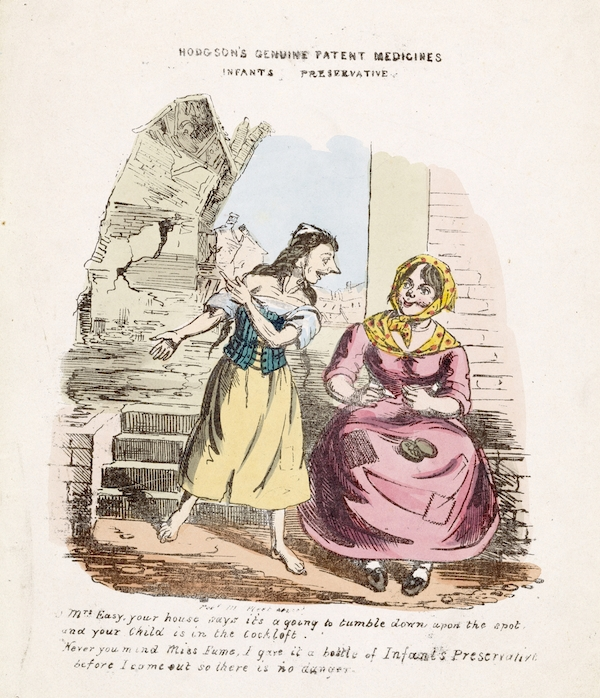 HODGSON'S GENUINE PATENT MEDICINES
INFANTS PRESERVATIVE
O Mrs Easy, your house says it's a going to tumble down upon the spot
and your Child is in the Cockloft.
Never you mind Miss Fume, I gave it a bottle of Infant's Preservative
before I came out so there is no danger.